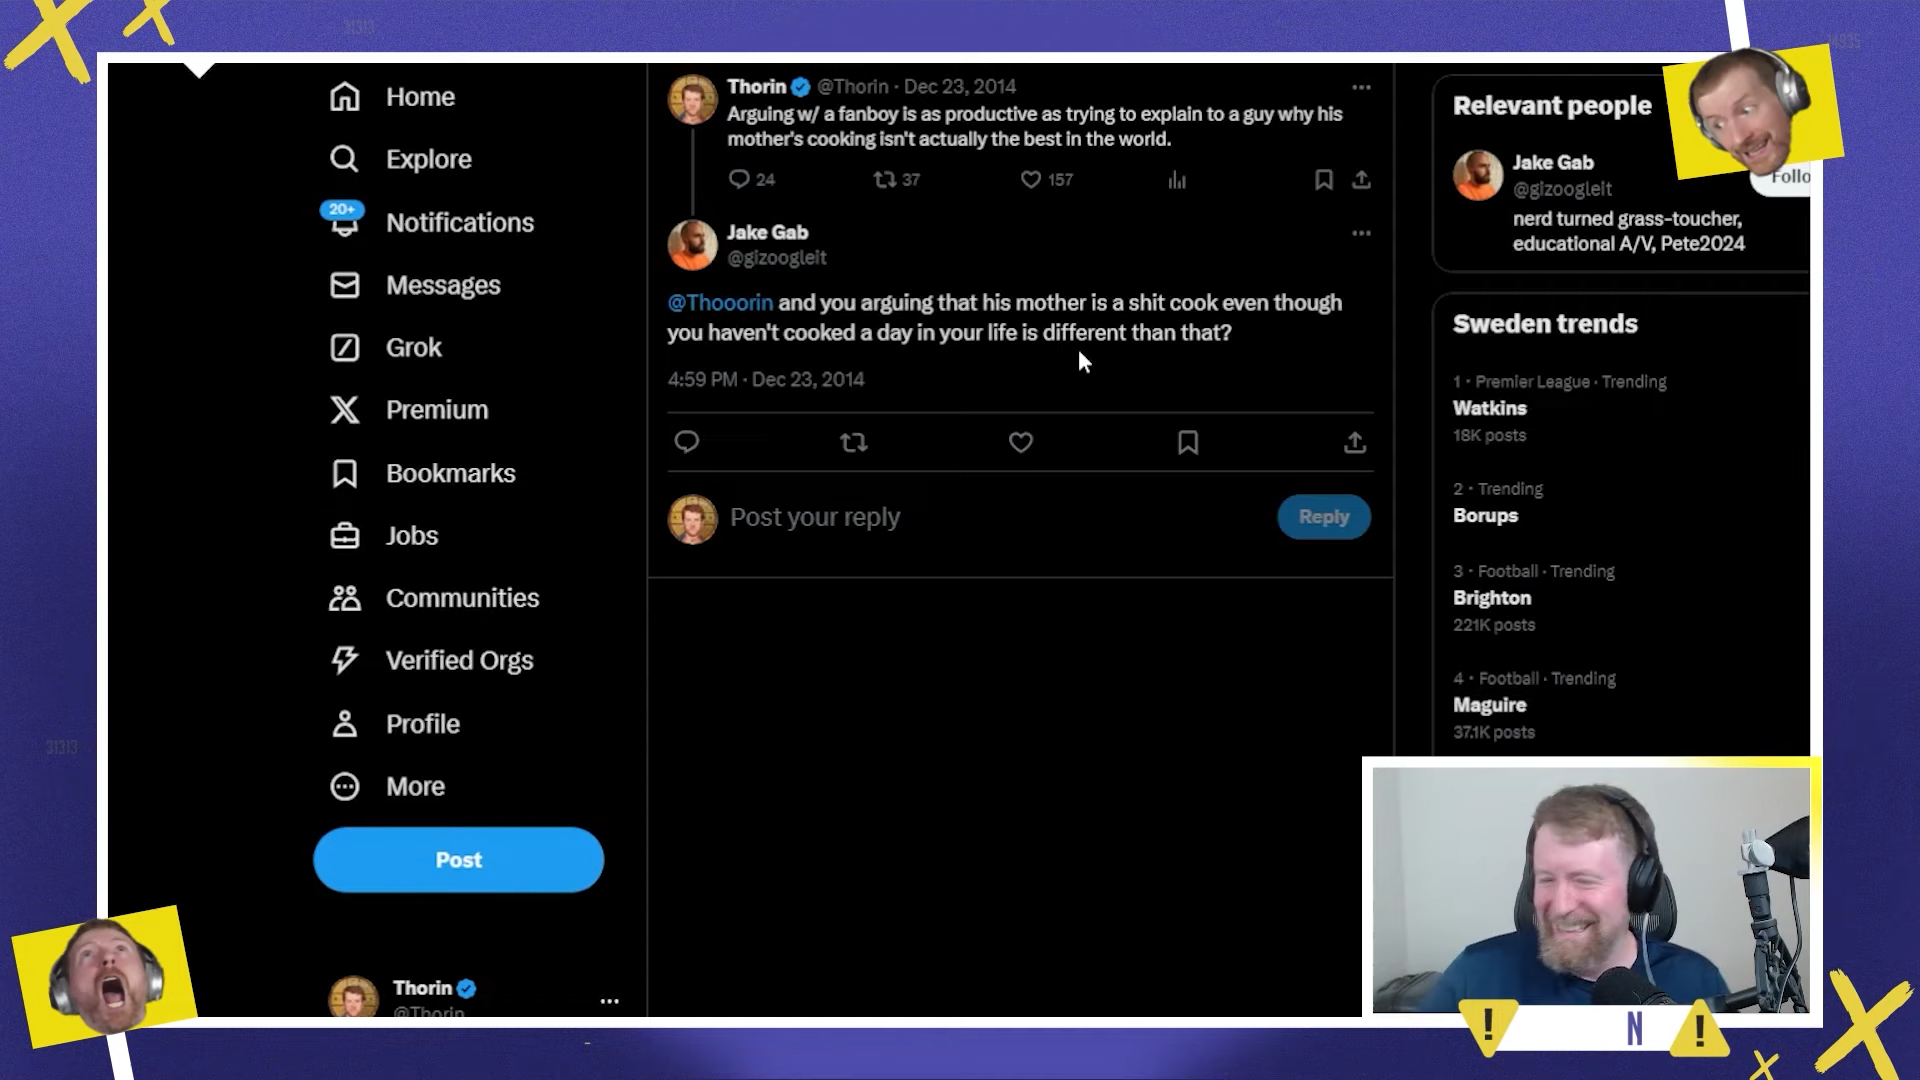 31313
14935
Home
Explore
20+
Notifications
Messages
Grok
Premium
Bookmarks
Jobs
Communities
Verified Orgs
Profile
More
Post
Thorin
@Thorin
Thorin @Thorin · Dec 23, 2014
Arguing w/ a fanboy is as productive as trying to explain to a guy why his
mother's cooking isn't actually the best in the world.
24 37 157
Jake Gab
@gizoogleit
@Thooorin and you arguing that his mother is a shit cook even though
you haven't cooked a day in your life is different than that?
4:59 PM · Dec 23, 2014
Post your reply
Reply
Relevant people
Jake Gab
@gizoogleit
Follo
nerd turned grass-toucher,
educational A/V, Pete2024
Sweden trends
1 · Premier League · Trending
Watkins
18K posts
2 · Trending
Borups
3 · Football · Trending
Brighton
221K posts
4 · Football · Trending
Maguire
37.1K posts
31313
! N !